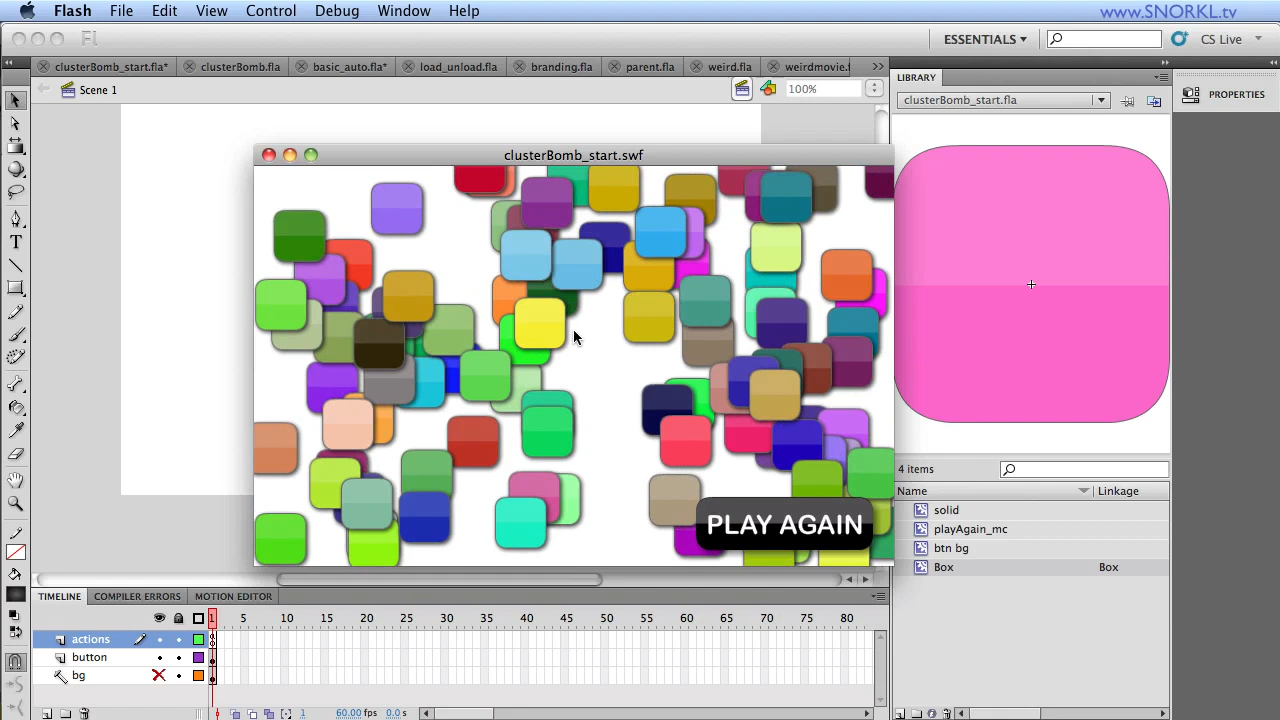 www.SNORKL.tv
Flash File Edit View Control Debug Window Help
Fl ESSENTIALS CS Live
clusterBomb_start.fla* clusterBomb.fla basic_auto.fla* load_unload.fla branding.fla parent.fla weird.fla weirdmovie.f
LIBRARY
Scene 1 100%
clusterBomb_start.fla
PROPERTIES
clusterBomb_start.swf
PLAY AGAIN
4 items
Name Linkage
solid
playAgain_mc
btn bg
Box Box
TIMELINE COMPILER ERRORS MOTION EDITOR
1 5 10 15 20 25 30 35 40 45 50 55 60 65 70 75 80
actions
button
bg
1 60.00 fps 0.0 s